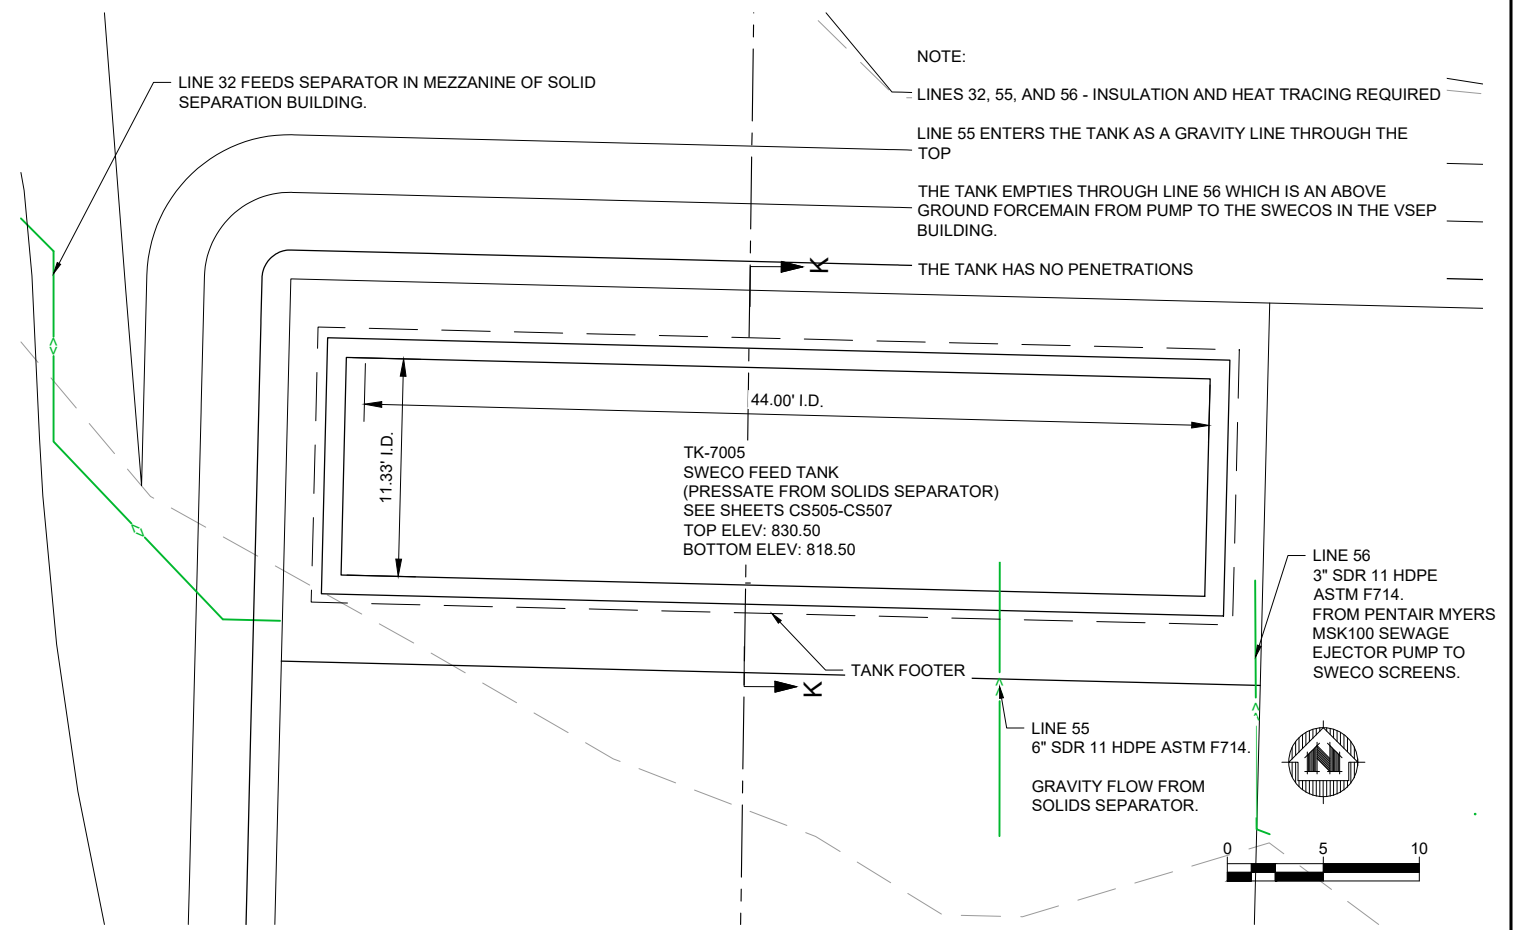 NOTE:
LINE 32 FEEDS SEPARATOR IN MEZZANINE OF SOLID
SEPARATION BUILDING.
LINES 32, 55, AND 56 - INSULATION AND HEAT TRACING REQUIRED
LINE 55 ENTERS THE TANK AS A GRAVITY LINE THROUGH THE
TOP
THE TANK EMPTIES THROUGH LINE 56 WHICH IS AN ABOVE
GROUND FORCEMAIN FROM PUMP TO THE SWECOS IN THE VSEP
BUILDING.
THE TANK HAS NO PENETRATIONS
K
44.00' I.D.
11.33' I.D.
TK-7005
SWECO FEED TANK
(PRESSATE FROM SOLIDS SEPARATOR)
SEE SHEETS CS505-CS507
TOP ELEV: 830.50
BOTTOM ELEV: 818.50
LINE 56
3" SDR 11 HDPE
ASTM F714.
FROM PENTAIR MYERS
MSK100 SEWAGE
EJECTOR PUMP TO
SWECO SCREENS.
TANK FOOTER
K
LINE 55
6" SDR 11 HDPE ASTM F714.
GRAVITY FLOW FROM
SOLIDS SEPARATOR.
N
0 5 10